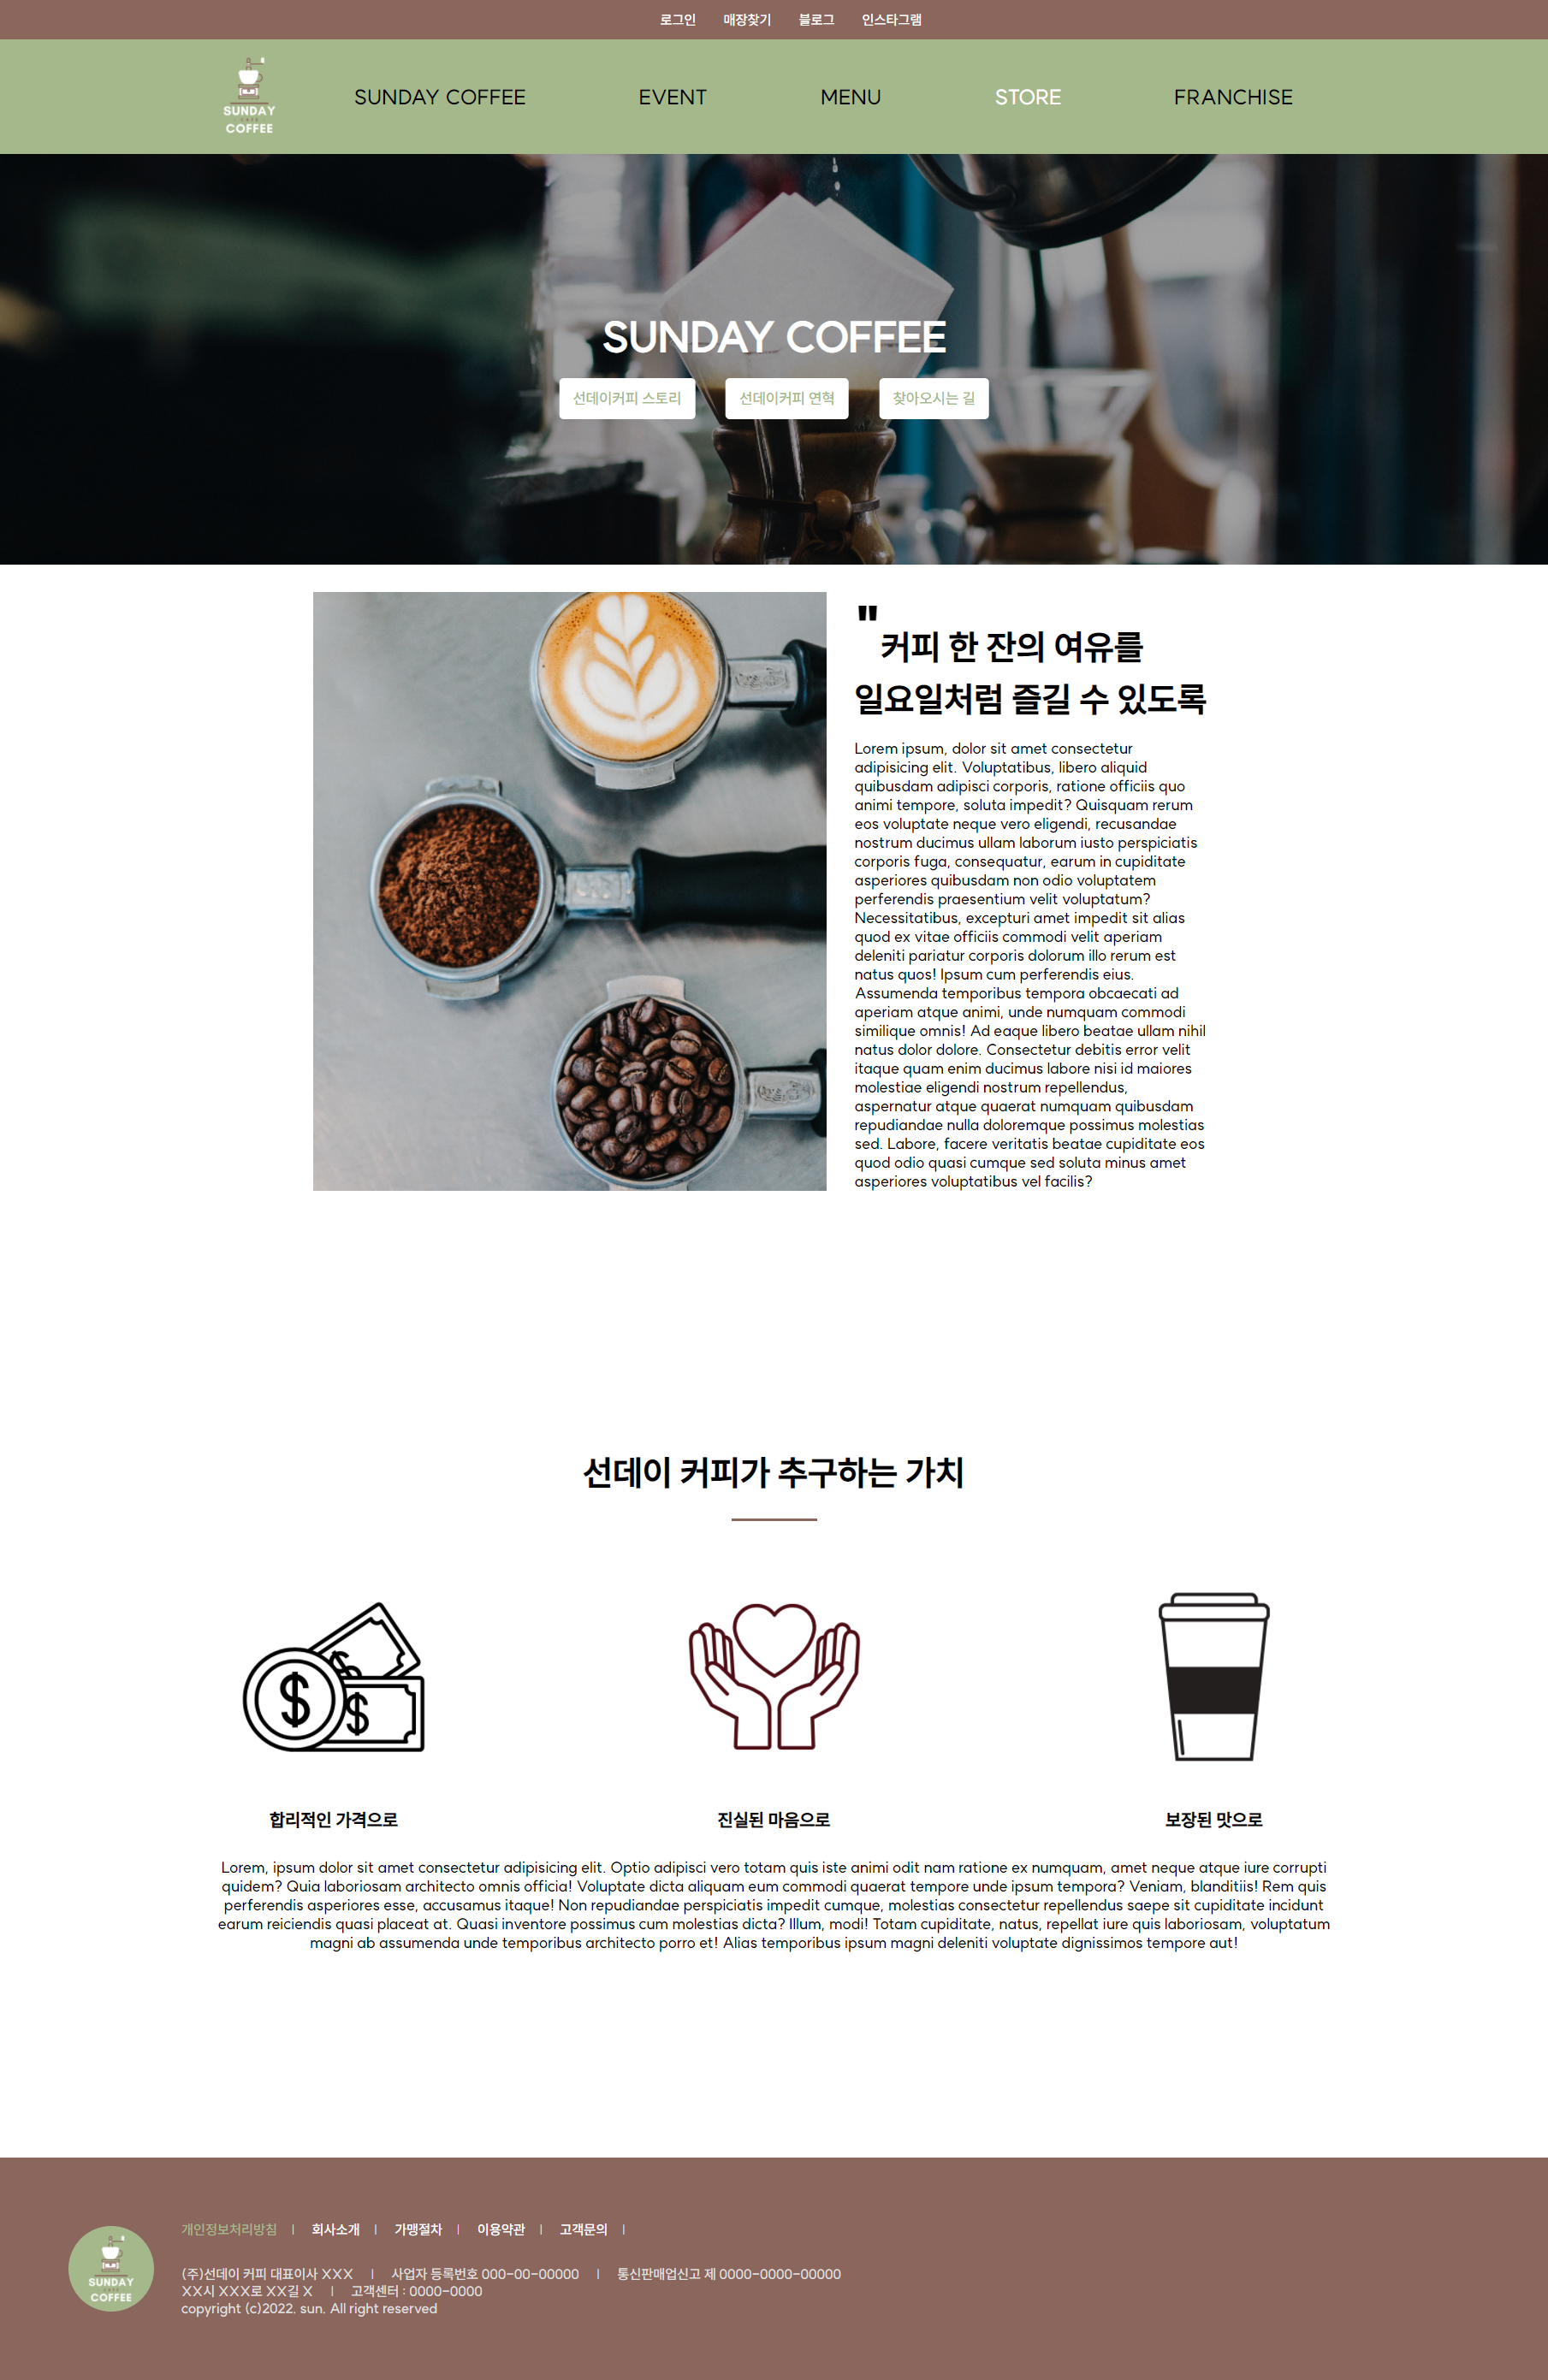 로그인 매장찾기 블로그 인스타그램
SUNDAY
CAFE
COFFEE
SUNDAY COFFEE EVENT MENU STORE FRANCHISE
SUNDAY COFFEE
선데이커피 스토리 선데이커피 연혁 찾아오시는 길
" 커피 한 잔의 여유를
일요일처럼 즐길 수 있도록
Lorem ipsum, dolor sit amet consectetur
adipisicing elit. Voluptatibus, libero aliquid
quibusdam adipisci corporis, ratione officiis quo
animi tempore, soluta impedit? Quisquam rerum
eos voluptate neque vero eligendi, recusandae
nostrum ducimus ullam laborum iusto perspiciatis
corporis fuga, consequatur, earum in cupiditate
asperiores quibusdam non odio voluptatem
perferendis praesentium velit voluptatum?
Necessitatibus, excepturi amet impedit sit alias
quod ex vitae officiis commodi velit aperiam
deleniti pariatur corporis dolorum illo rerum est
natus quos! Ipsum cum perferendis eius.
Assumenda temporibus tempora obcaecati ad
aperiam atque animi, unde numquam commodi
similique omnis! Ad eaque libero beatae ullam nihil
natus dolor dolore. Consectetur debitis error velit
itaque quam enim ducimus labore nisi id maiores
molestiae eligendi nostrum repellendus,
aspernatur atque quaerat numquam quibusdam
repudiandae nulla doloremque possimus molestias
sed. Labore, facere veritatis beatae cupiditate eos
quod odio quasi cumque sed soluta minus amet
asperiores voluptatibus vel facilis?
선데이 커피가 추구하는 가치
합리적인 가격으로 진실된 마음으로 보장된 맛으로
Lorem, ipsum dolor sit amet consectetur adipisicing elit. Optio adipisci vero totam quis iste animi odit nam ratione ex numquam, amet neque atque iure corrupti
quidem? Quia laboriosam architecto omnis officia! Voluptate dicta aliquam eum commodi quaerat tempore unde ipsum tempora? Veniam, blanditiis! Rem quis
perferendis asperiores esse, accusamus itaque! Non repudiandae perspiciatis impedit cumque, molestias consectetur repellendus saepe sit cupiditate incidunt
earum reiciendis quasi placeat at. Quasi inventore possimus cum molestias dicta? Illum, modi! Totam cupiditate, natus, repellat iure quis laboriosam, voluptatum
magni ab assumenda unde temporibus architecto porro et! Alias temporibus ipsum magni deleniti voluptate dignissimos tempore aut!
개인정보처리방침 | 회사소개 | 가맹절차 | 이용약관 | 고객문의 |
SUNDAY
COFFEE
(주)선데이 커피 대표이사 XXX | 사업자 등록번호 000-00-00000 | 통신판매업신고 제 0000-0000-00000
XX시 XXX로 XX길 X | 고객센터 : 0000-0000
copyright (c)2022. sun. All right reserved